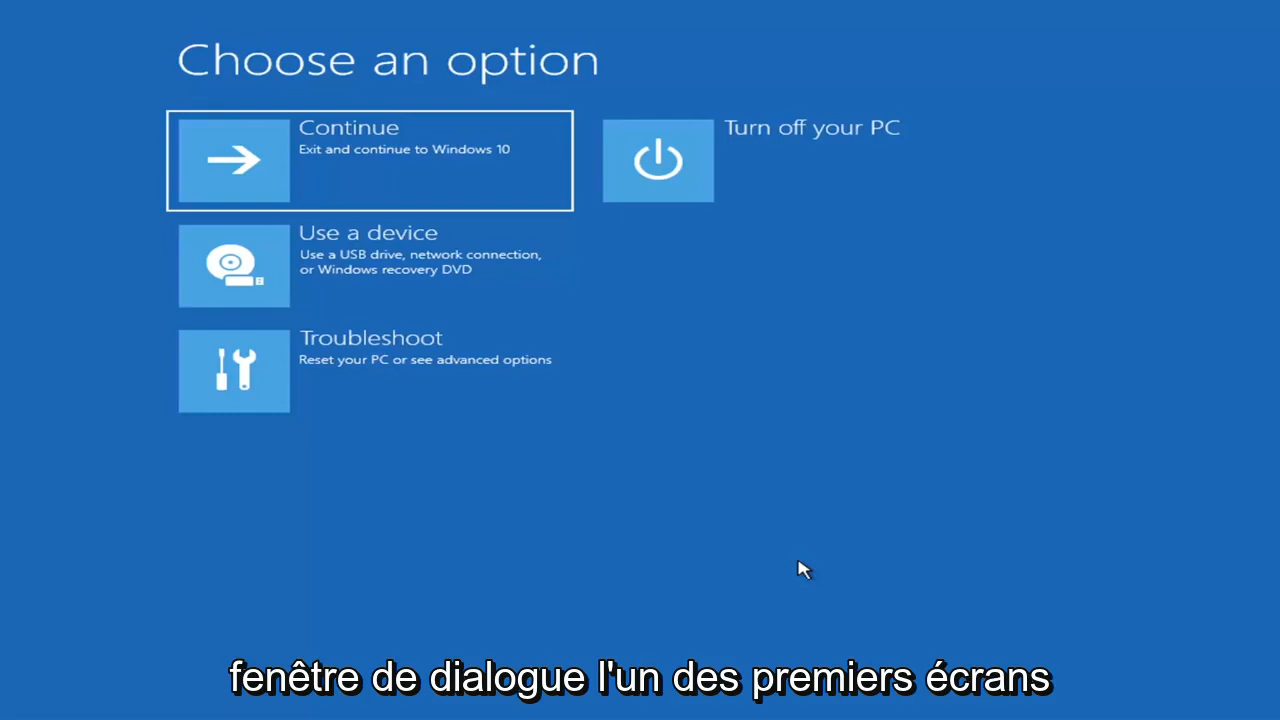 Choose an option
Continue
Exit and continue to Windows 10
Turn off your PC
Use a device
Use a USB drive, network connection,
or Windows recovery DVD
Troubleshoot
Reset your PC or see advanced options
fenêtre de dialogue l'un des premiers écrans